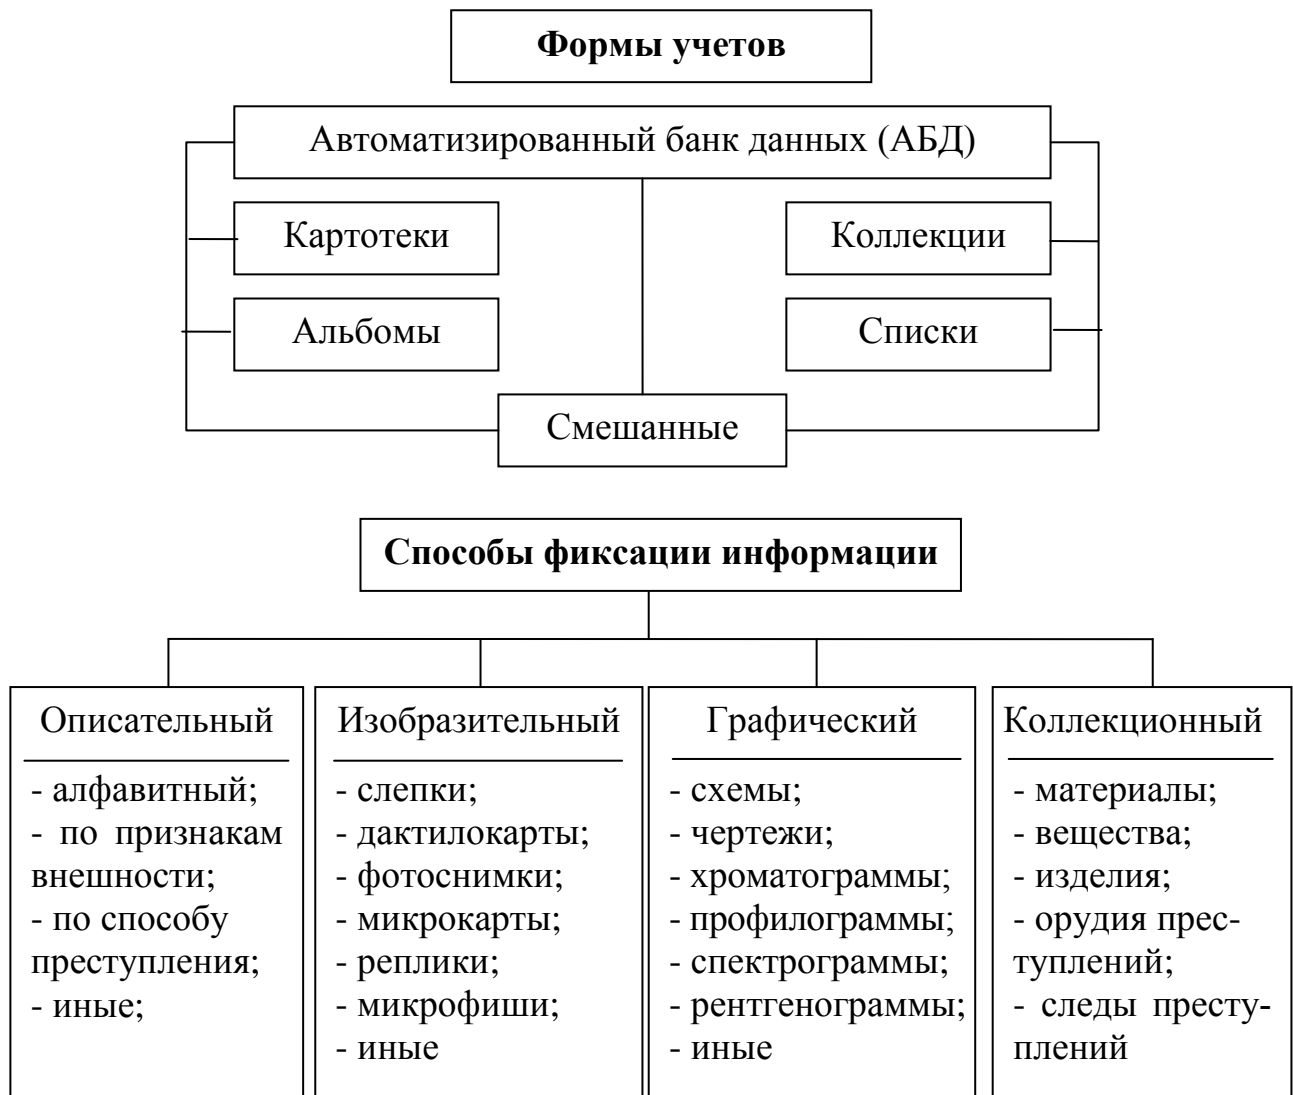 Формы учетов
Автоматизированный банк данных (АБД)
Картотеки
Коллекции
Альбомы
Списки
Смешанные
Способы фиксации информации
Описательный
- алфавитный;
- по признакам
внешности;
- по способу
преступления;
- иные;
Изобразительный
- слепки;
- дактилокарты;
- фотоснимки;
- микрокарты;
- реплики;
- микрофиши;
- иные
Графический
- схемы;
- чертежи;
- хроматограммы;
- профилограммы;
- спектрограммы;
- рентгенограммы;
- иные
Коллекционный
- материалы;
- вещества;
- изделия;
- орудия прес-
туплений;
- следы престу-
плений